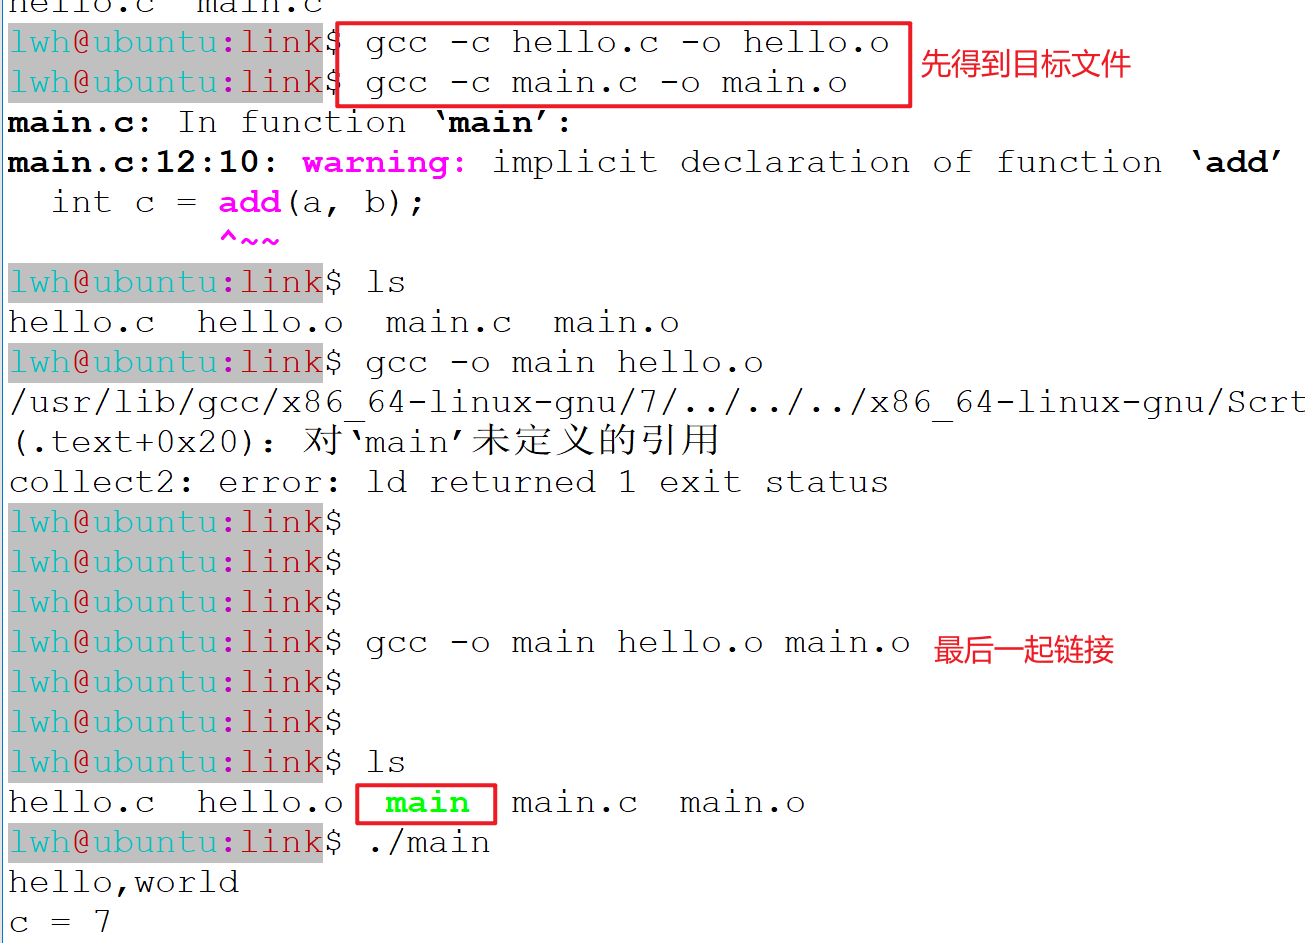 hello.c  main.c
lwh@ubuntu:link$ gcc -c hello.c -o hello.o
先得到目标文件
lwh@ubuntu:link$ gcc -c main.c -o main.o
main.c: In function ‘main’:
main.c:12:10: warning: implicit declaration of function ‘add’
  int c = add(a, b);
          ^~~
lwh@ubuntu:link$ ls
hello.c  hello.o  main.c  main.o
lwh@ubuntu:link$ gcc -o main hello.o
/usr/lib/gcc/x86_64-linux-gnu/7/../../../x86_64-linux-gnu/Scrt
(.text+0x20): 对‘main’未定义的引用
collect2: error: ld returned 1 exit status
lwh@ubuntu:link$
lwh@ubuntu:link$
lwh@ubuntu:link$
lwh@ubuntu:link$ gcc -o main hello.o main.o
最后一起链接
lwh@ubuntu:link$
lwh@ubuntu:link$
lwh@ubuntu:link$ ls
hello.c  hello.o  main  main.c  main.o
lwh@ubuntu:link$ ./main
hello,world
c = 7